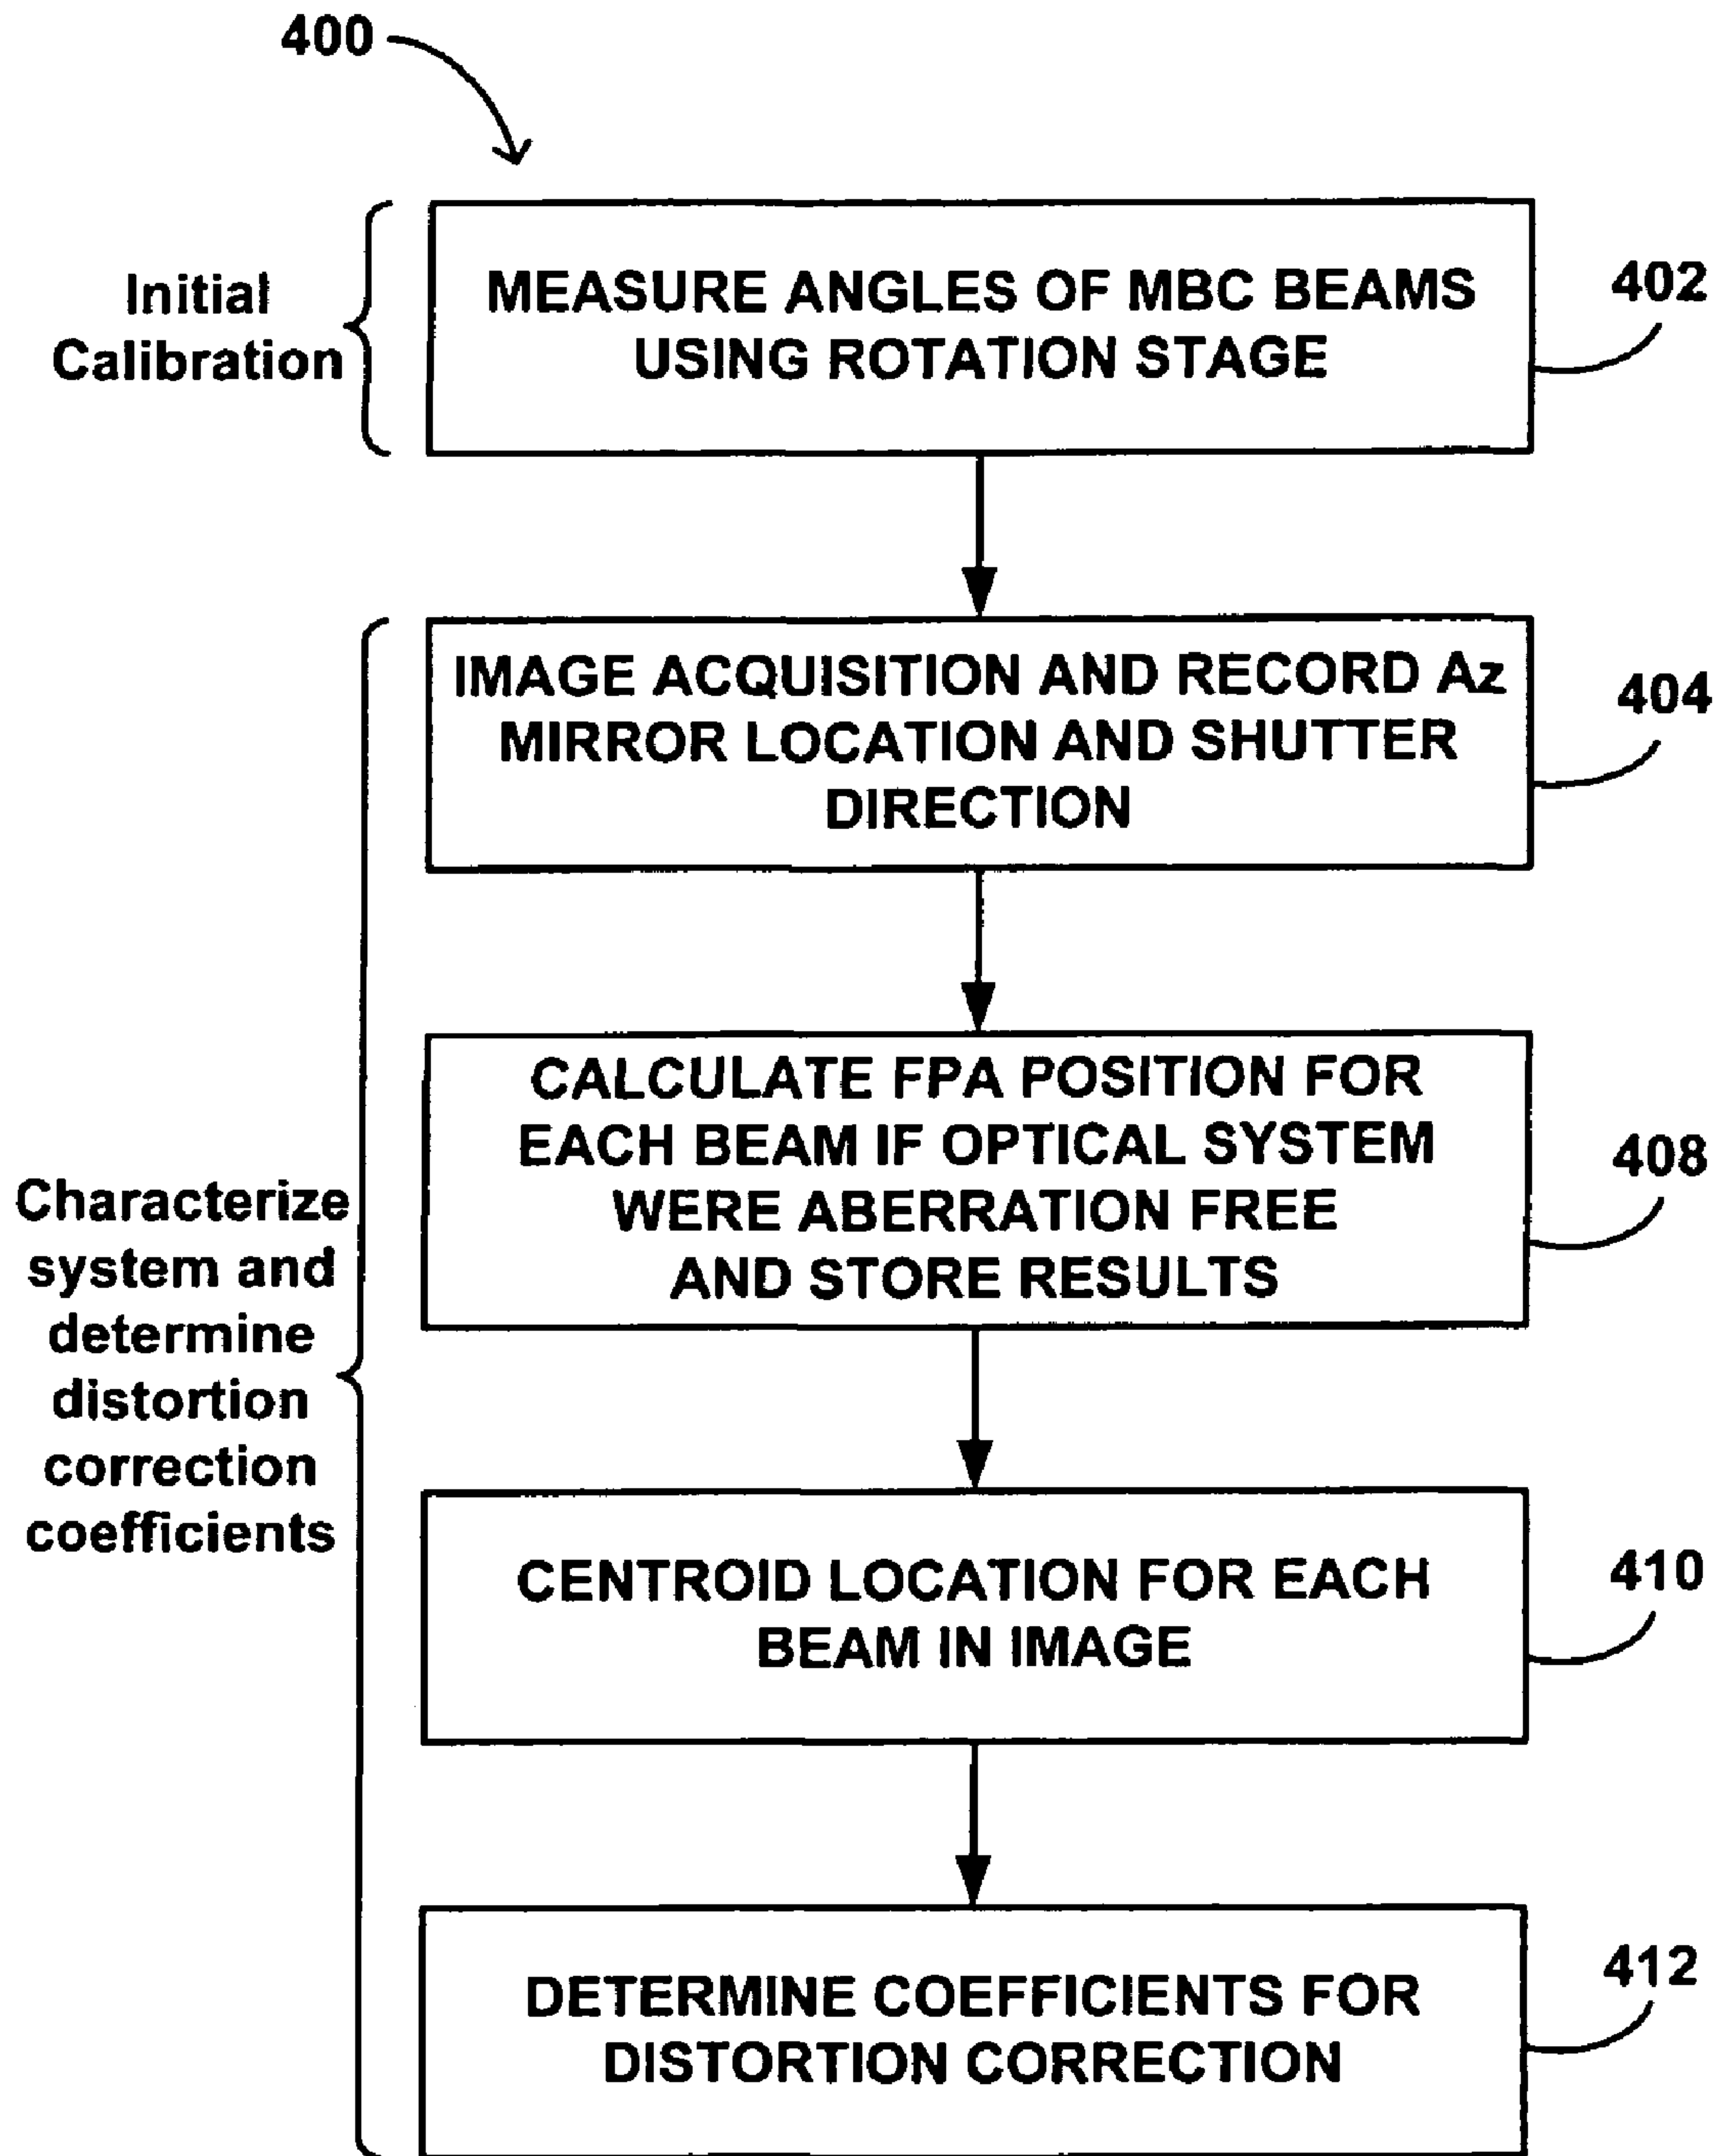 400
Initial
Calibration
MEASURE ANGLES OF MBC BEAMS
USING ROTATION STAGE
402
IMAGE ACQUISITION AND RECORD Az
MIRROR LOCATION AND SHUTTER
DIRECTION
404
Characterize
system and
determine
distortion
correction
coefficients
CALCULATE FPA POSITION FOR
EACH BEAM IF OPTICAL SYSTEM
WERE ABERRATION FREE
AND STORE RESULTS
408
CENTROID LOCATION FOR EACH
BEAM IN IMAGE
410
DETERMINE COEFFICIENTS FOR
DISTORTION CORRECTION
412